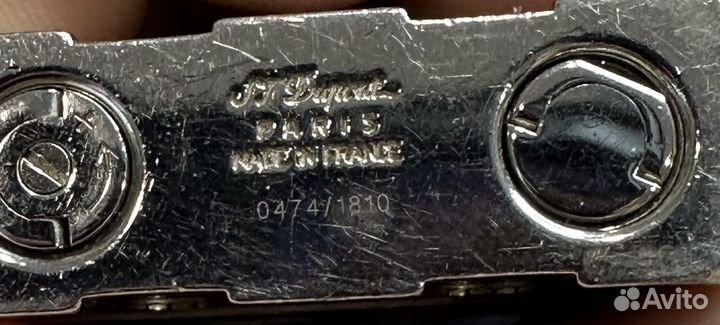 S.T. Dupont
PARIS
MADE IN FRANCE
0474/1810
Avito